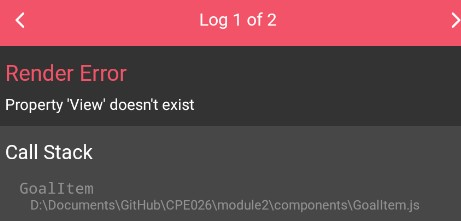 Log 1 of 2
Render Error
Property 'View' doesn't exist
Call Stack
GoalItem
D:\Documents\GitHub\CPE026\module2\components\GoalItem.js